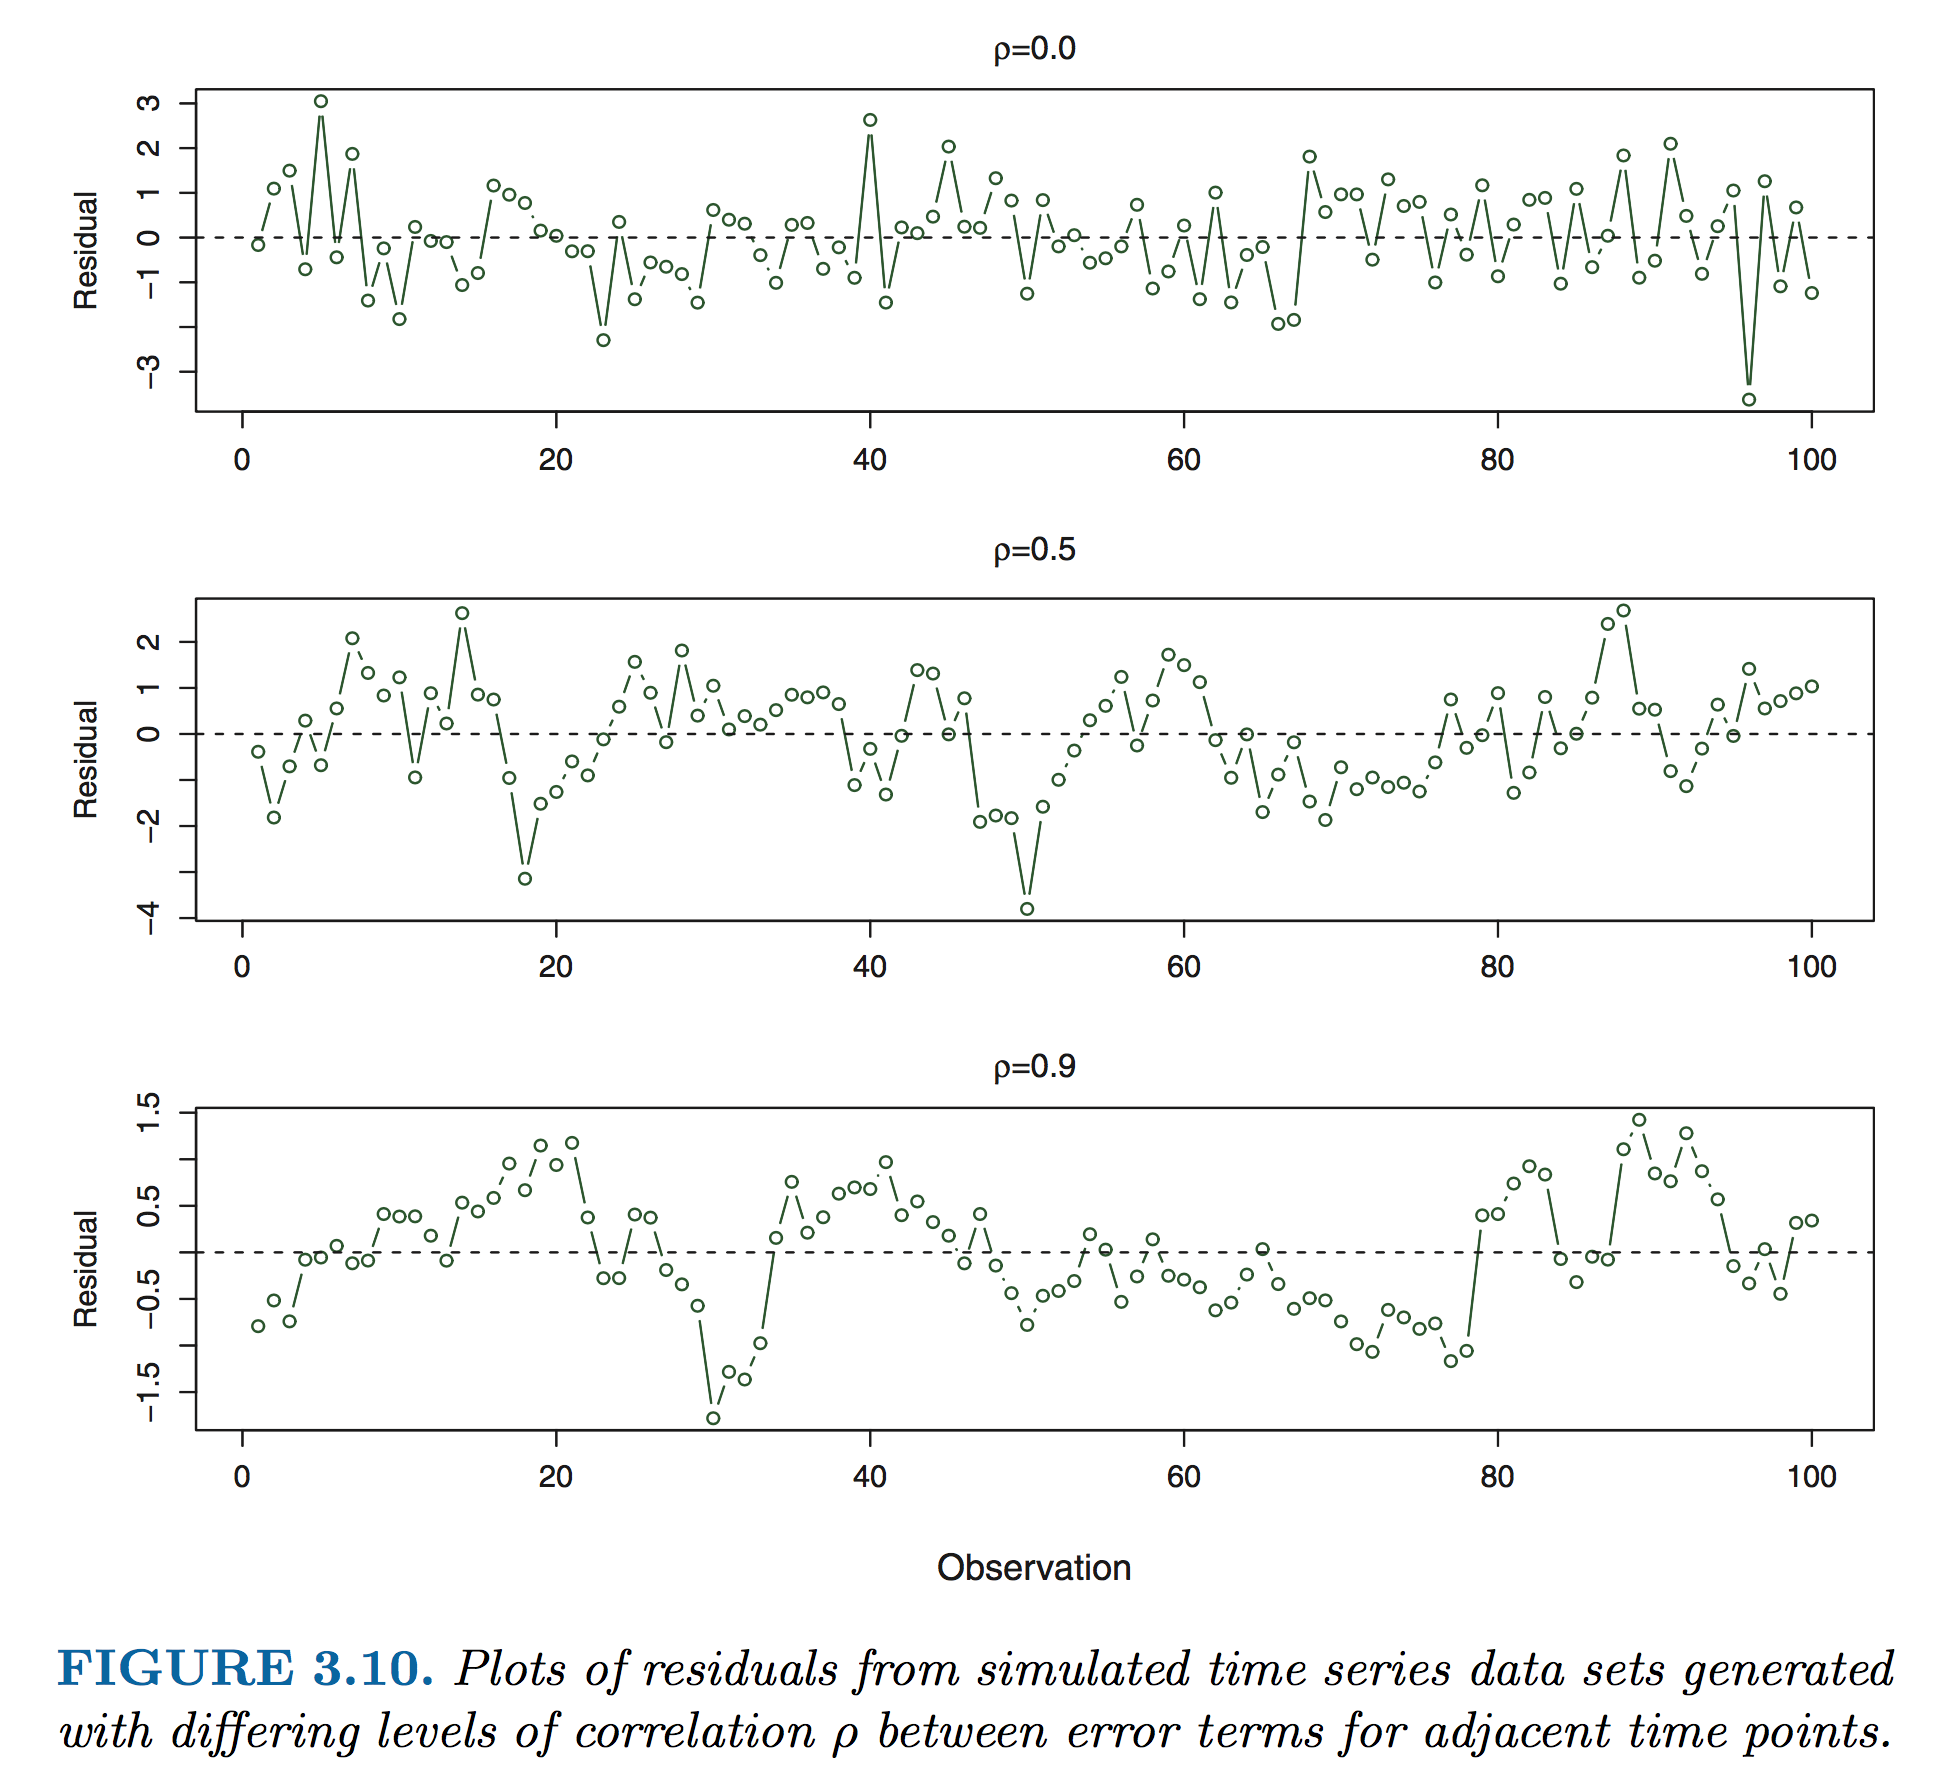 ρ=0.0
Residual
3
2
1
0
−1
−3
0 20 40 60 80 100
ρ=0.5
Residual
2
1
0
−2
−4
0 20 40 60 80 100
ρ=0.9
Residual
1.5
0.5
−0.5
−1.5
0 20 40 60 80 100
Observation
FIGURE 3.10. Plots of residuals from simulated time series data sets generated
with differing levels of correlation ρ between error terms for adjacent time points.